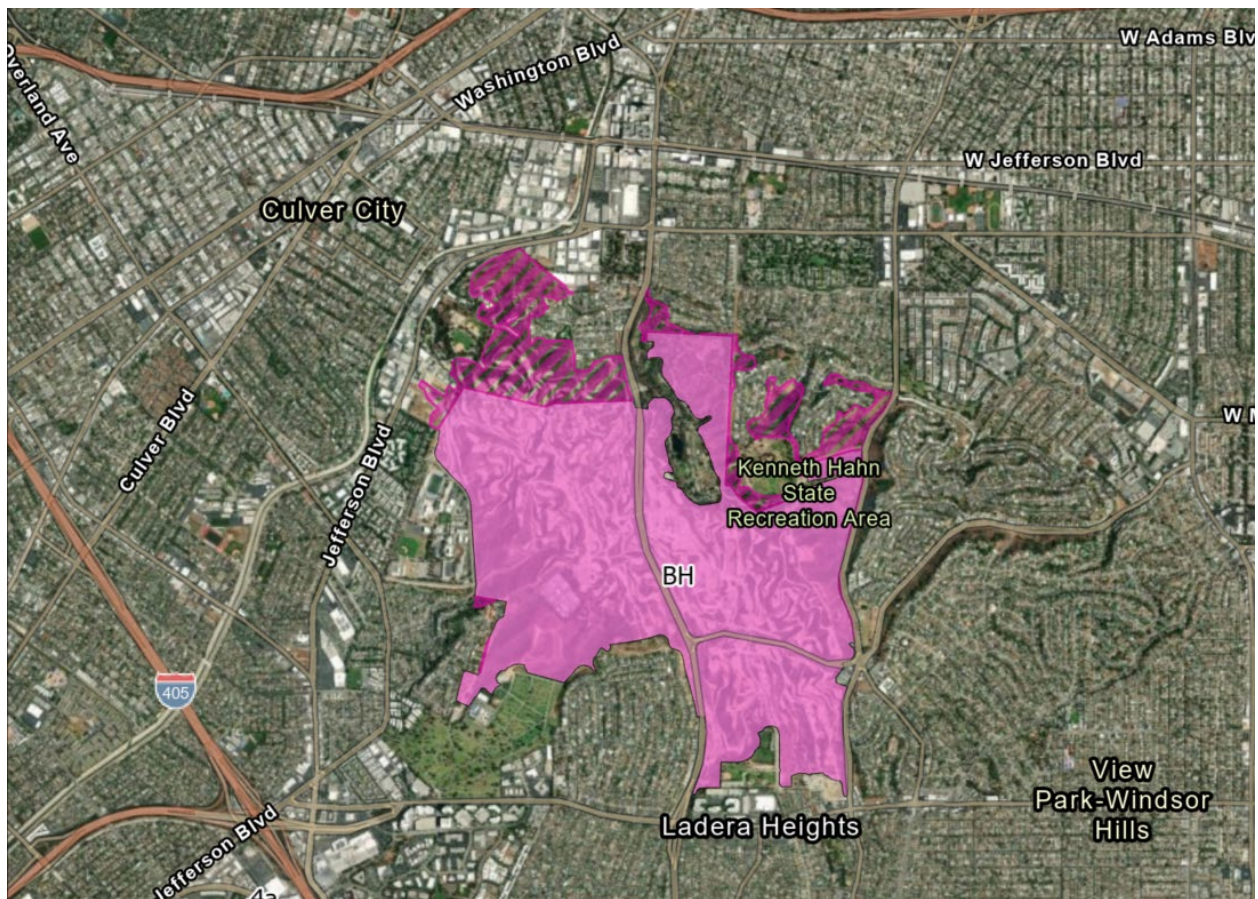 W Adams Blv
Washington Blvd
Overland Ave
W Jefferson Blvd
Culver City
Culver Blvd
Jefferson Blvd
W M
Kenneth Hahn
State
Recreation Area
BH
405
View
Park-Windsor
Hills
Ladera Heights
Jefferson Blvd